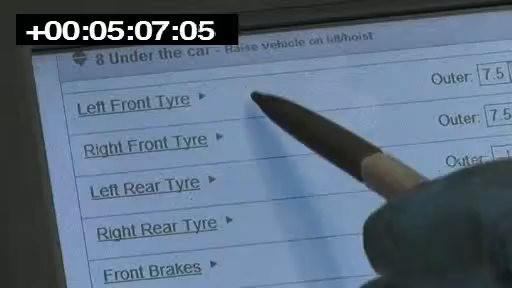 +00:05:07:05
8 Under the car - Raise vehicle on lift/hoist
Left Front Tyre Outer: 7.5
Right Front Tyre Outer: 7.5
Left Rear Tyre Outer:
Right Rear Tyre
Front Brakes